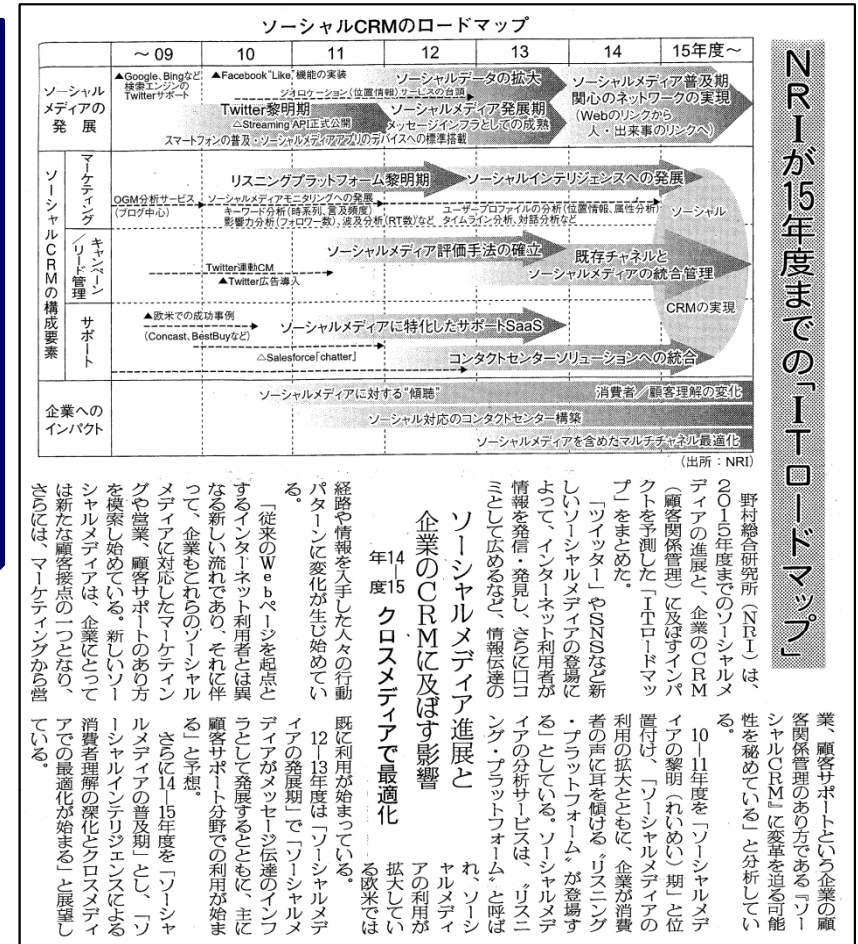 ソーシャルCRMのロードマップ
～ 09
10
11
12
13
14
15年度～
ソーシャル
メディアの
発 展
▲Google、Bingなど
検索エンジンの
Twitterサポート
▲Facebook“Like,”機能の実装
ジオロケーション(位置情報)サービスの台頭
Twitter黎明期
△Streaming API正式公開
スマートフォンの普及・ソーシャルメディアアプリのデバイスへの標準搭載
ソーシャルデータの拡大
ソーシャルメディア発展期
メッセージインフラとしての成熟
ソーシャルメディア普及期
関心のネットワークの実現
(Webのリンクから
人・出来事のリンクへ)
ソーシャルCRMの構成要素
マーケティング
リスニングプラットフォーム黎明期
ソーシャルインテリジェンスへの発展
OGM分析サービス
(ブログ中心)
ソーシャルメディアモニタリングへの発展
キーワード分析(時系列、言及頻度)
影響力分析(フォロワー数)、波及分析(RT数)など
ユーザープロファイルの分析(位置情報、属性分析)
タイムライン分析、対話分析など
キャンペーン
／リード管理
ソーシャルメディア評価手法の確立
既存チャネルと
ソーシャルメディアの統合管理
Twitter連動CM
▲Twitter広告導入
サポート
▲欧米での成功事例
(Concast、BestBuyなど)
ソーシャルメディアに特化したサポートSaaS
△Salesforce「chatter」
コンタクトセンターソリューションへの統合
ソーシャル
CRMの実現
企業への
インパクト
ソーシャルメディアに対する“傾聴”
消費者／顧客理解の変化
ソーシャル対応のコンタクトセンター構築
ソーシャルメディアを含めたマルチチャネル最適化
(出所：NRI)
NRIが15年度までの「ITロードマップ」
ソーシャルメディア進展と
企業のCRMに及ぼす影響
14―15年度 クロスメディアで最適化
野村総合研究所（NRI）は、
2015年度までのソーシャルメ
ディアの進展と、企業のCRM
（顧客関係管理）に及ぼすインパ
クトを予測した「ITロードマッ
プ」をまとめた。
「ツイッター」やSNSなど新
しいソーシャルメディアの登場に
よって、インターネット利用者が
情報を発信・発見し、さらに口コ
ミとして広めるなど、情報伝達の
経路や情報を入手した人々の行動
パターンに変化が生じ始めてい
る。
「従来のWebページを起点と
するインターネット利用者とは異
なる新しい流れであり、それに伴
って、企業もこれらのソーシャル
メディアに対応したマーケティン
グや営業、顧客サポートのあり方
を模索し始めている。新しいソー
シャルメディアは、企業にとって
は新たな顧客接点の一つとなり、
さらには、マーケティングから営
業、顧客サポートという企業の顧
客関係管理のあり方である『ソー
シャルCRM』に変革を迫る可能
性を秘めている」と分析してい
る。
10―11年度を「ソーシャルメデ
ィアの黎明（れいめい）期」と位
置付け、「ソーシャルメディアの
利用の拡大とともに、企業が消費
者の声に耳を傾ける〝リスニング
・プラットフォーム〟が登場す
る」としている。ソーシャルメデ
ィアの分析サービスは、〝リスニ
ング・プラットフォーム〟と呼ば
れ、ソーシ
ャルメディ
アの利用が
拡大してい
る欧米では
既に利用が始まっている。
12―13年度は「ソーシャルメデ
ィアの発展期」で「ソーシャルメ
ディアがメッセージ伝達のインフ
ラとして発展するとともに、主に
顧客サポート分野での利用が始ま
る」と予想。
さらに14―15年度を「ソーシャ
ルメディアの普及期」とし、「ソ
ーシャルインテリジェンスによる
消費者理解の深化とクロスメディ
アでの最適化が始まる」と展望し
ている。